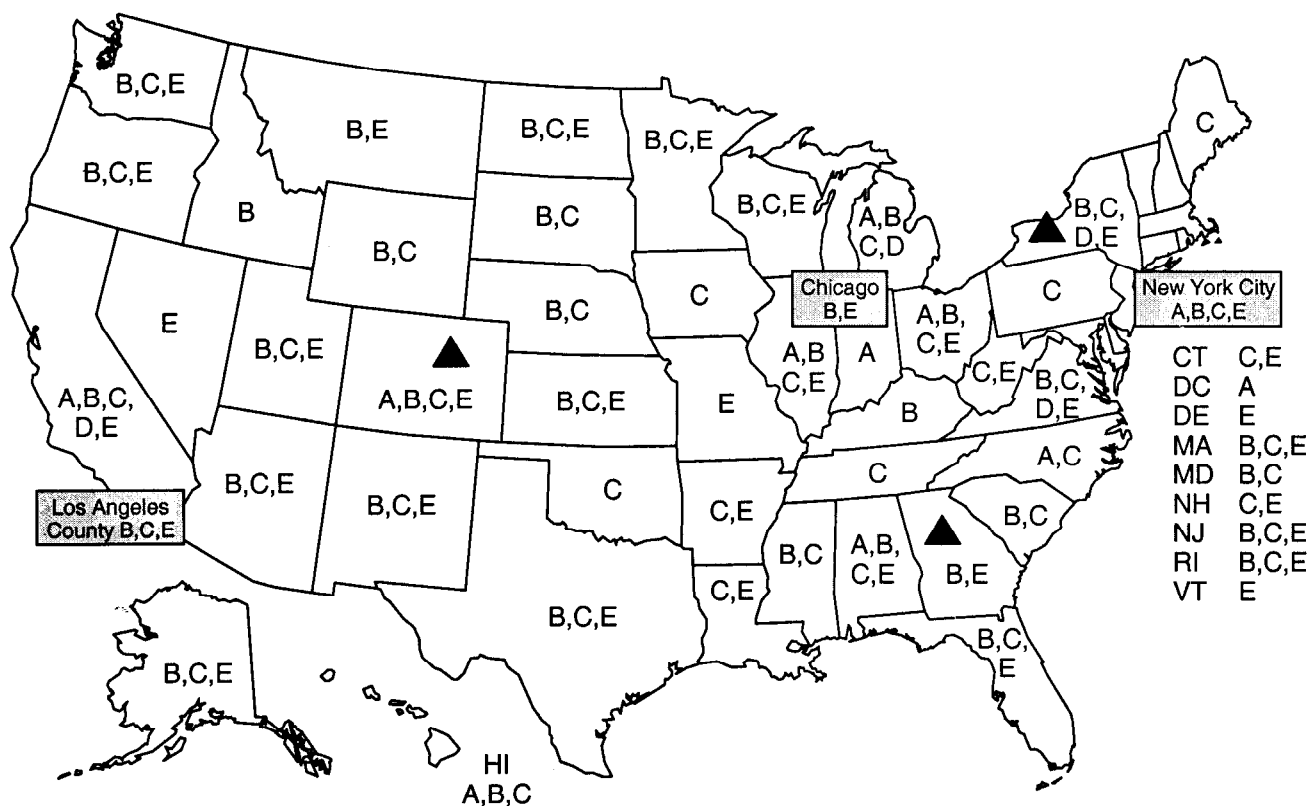 B,C,E
B,E
B,C,E
B,C,E
C
B,C,E
B
B,C
B,C
B,C,E
A,B
C,D
B,C,
D,E
E
B,C,E
A,B,C,E
B,C
B,C,E
C
E
Chicago
B,E
A,B
C,E
A
A,B,
C,E
C
New York City
A,B,C,E
A,B,C,
D,E
B
C,E
B,C,
D,E
CT C,E
DC A
DE E
MA B,C,E
MD B,C
NH C,E
NJ B,C,E
RI B,C,E
VT E
Los Angeles
County B,C,E
B,C,E
B,C,E
C
C,E
C
A,C
B,C
B,C
A,B,
C,E
B,E
C,E
B,C,E
B,C,
E
B,C,E
HI
A,B,C